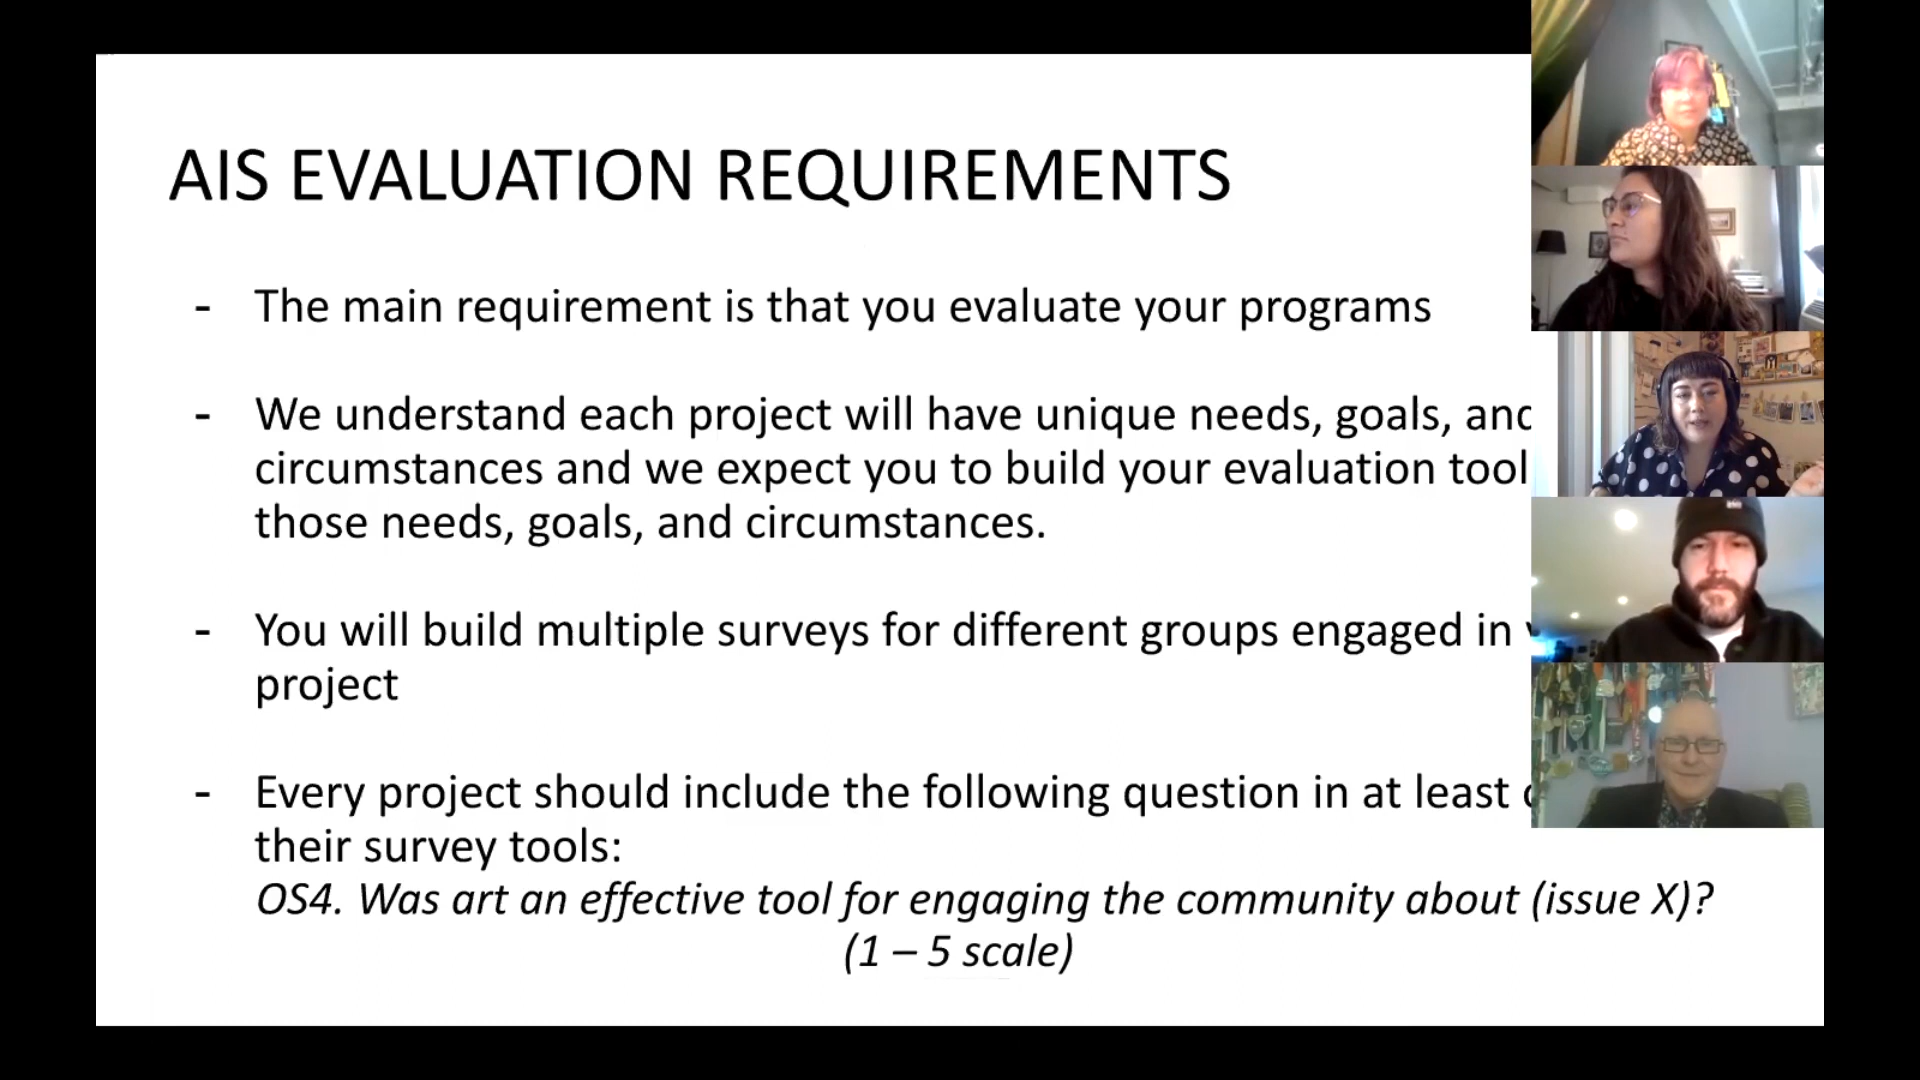 AIS EVALUATION REQUIREMENTS
- The main requirement is that you evaluate your programs
- We understand each project will have unique needs, goals, and
circumstances and we expect you to build your evaluation tool
those needs, goals, and circumstances.
- You will build multiple surveys for different groups engaged in
project
- Every project should include the following question in at least
their survey tools:
OS4. Was art an effective tool for engaging the community about (issue X)?
(1 – 5 scale)